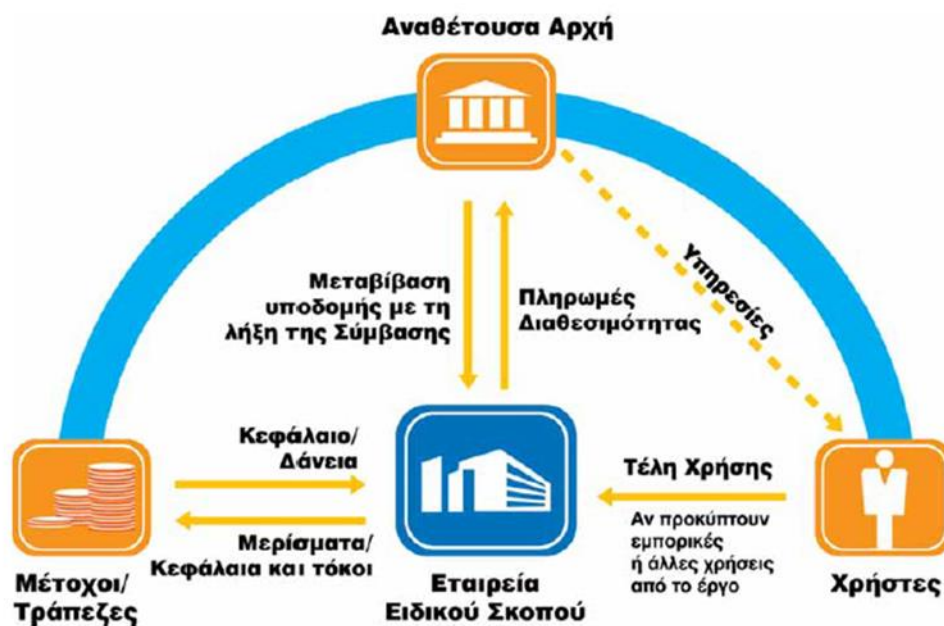 Αναθέτουσα Αρχή
Μεταβίβαση
υποδομής με τη
λήξη της Σύμβασης
Πληρωμές
Διαθεσιμότητας
Υπηρεσίες
Κεφάλαιο/
Δάνεια
Μερίσματα/
Κεφάλαια και τόκοι
Τέλη Χρήσης
Αν προκύπτουν
εμπορικές
ή άλλες χρήσεις
από το έργο
Μέτοχοι/
Τράπεζες
Εταιρεία
Ειδικού Σκοπού
Χρήστες